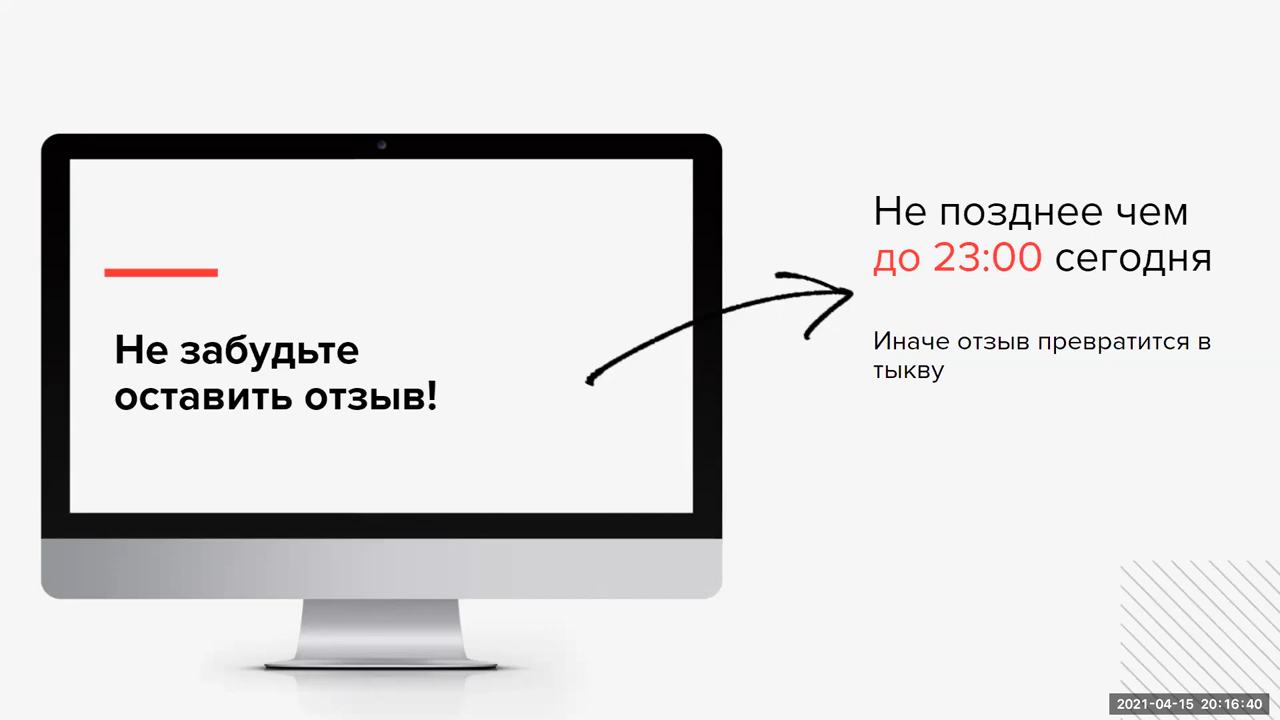 Не забудьте
оставить отзыв!
Не позднее чем
до 23:00 сегодня
Иначе отзыв превратится в
тыкву
2021-04-15 20:16:40